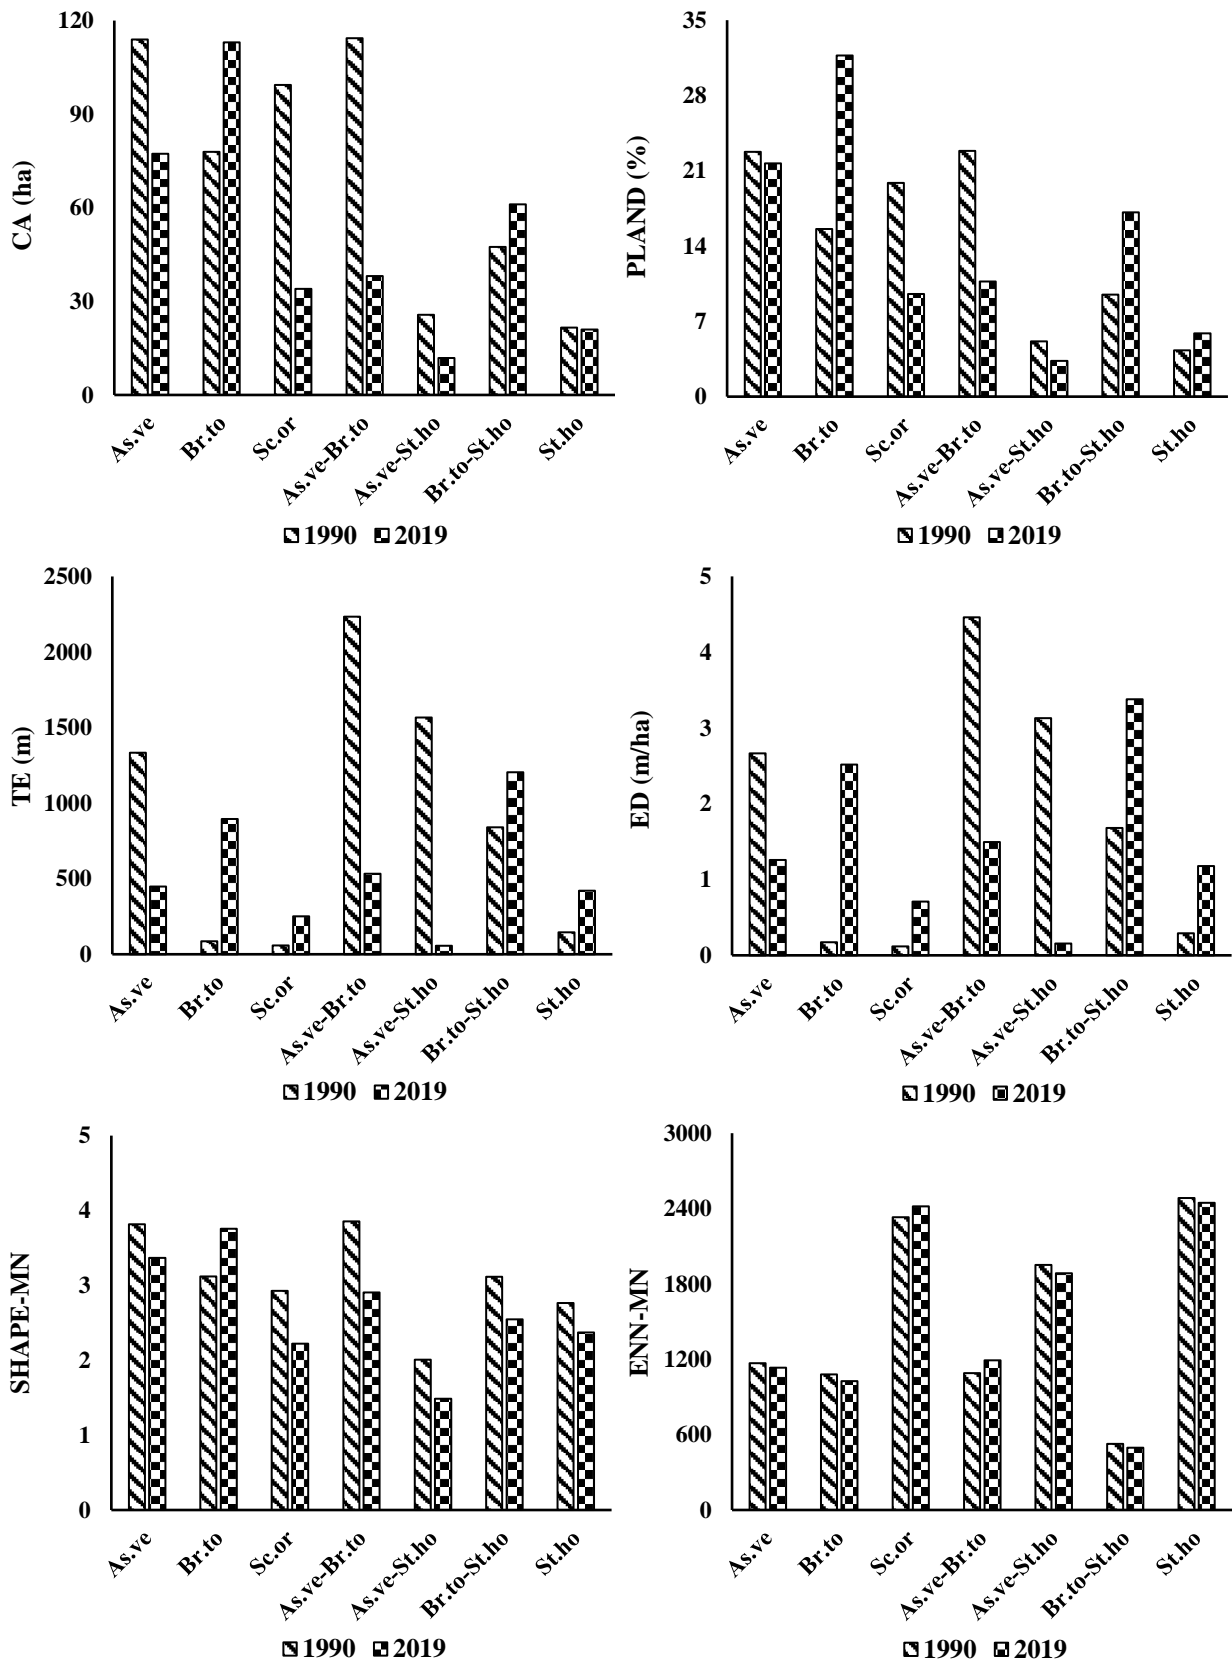 CA (ha)
120
90
60
30
0
As.ve
Br.to
Sc.or
As.ve-Br.to
As.ve-St.ho
Br.to-St.ho
St.ho
1990 2019
PLAND (%)
35
28
21
14
7
0
As.ve
Br.to
Sc.or
As.ve-Br.to
As.ve-St.ho
Br.to-St.ho
St.ho
1990 2019
TE (m)
2500
2000
1500
1000
500
0
As.ve
Br.to
Sc.or
As.ve-Br.to
As.ve-St.ho
Br.to-St.ho
St.ho
1990 2019
ED (m/ha)
5
4
3
2
1
0
As.ve
Br.to
Sc.or
As.ve-Br.to
As.ve-St.ho
Br.to-St.ho
St.ho
1990 2019
SHAPE-MN
5
4
3
2
1
0
As.ve
Br.to
Sc.or
As.ve-Br.to
As.ve-St.ho
Br.to-St.ho
St.ho
1990 2019
ENN-MN
3000
2400
1800
1200
600
0
As.ve
Br.to
Sc.or
As.ve-Br.to
As.ve-St.ho
Br.to-St.ho
St.ho
1990 2019